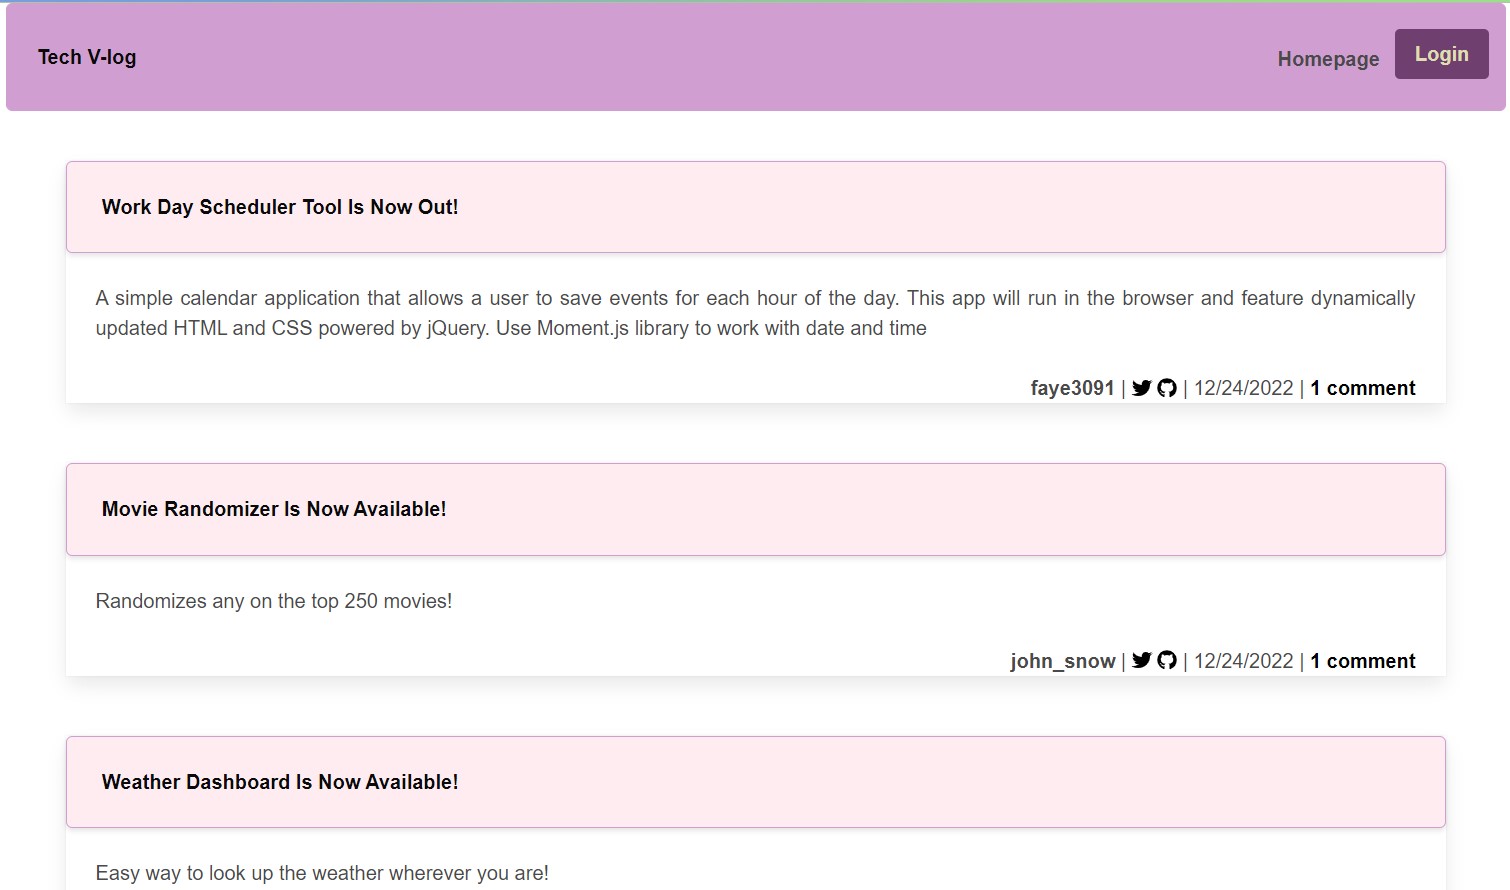 Tech V-log
Homepage
Login
Work Day Scheduler Tool Is Now Out!
A simple calendar application that allows a user to save events for each hour of the day. This app will run in the browser and feature dynamically
updated HTML and CSS powered by jQuery. Use Moment.js library to work with date and time
faye3091 | | 12/24/2022 | 1 comment
Movie Randomizer Is Now Available!
Randomizes any on the top 250 movies!
john_snow | | 12/24/2022 | 1 comment
Weather Dashboard Is Now Available!
Easy way to look up the weather wherever you are!